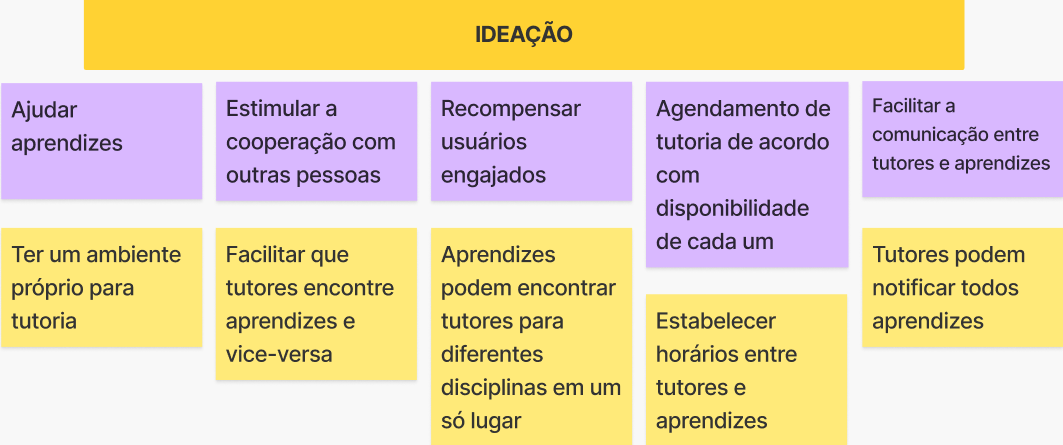 IDEAÇÃO
Ajudar
aprendizes
Estimular a
cooperação com
outras pessoas
Recompensar
usuários
engajados
Agendamento de
tutoria de acordo
com
disponibilidade
de cada um
Facilitar a
comunicação entre
tutores e aprendizes
Ter um ambiente
próprio para
tutoria
Facilitar que
tutores encontre
aprendizes e
vice-versa
Aprendizes
podem encontrar
tutores para
diferentes
disciplinas em um
só lugar
Estabelecer
horários entre
tutores e
aprendizes
Tutores podem
notificar todos
aprendizes